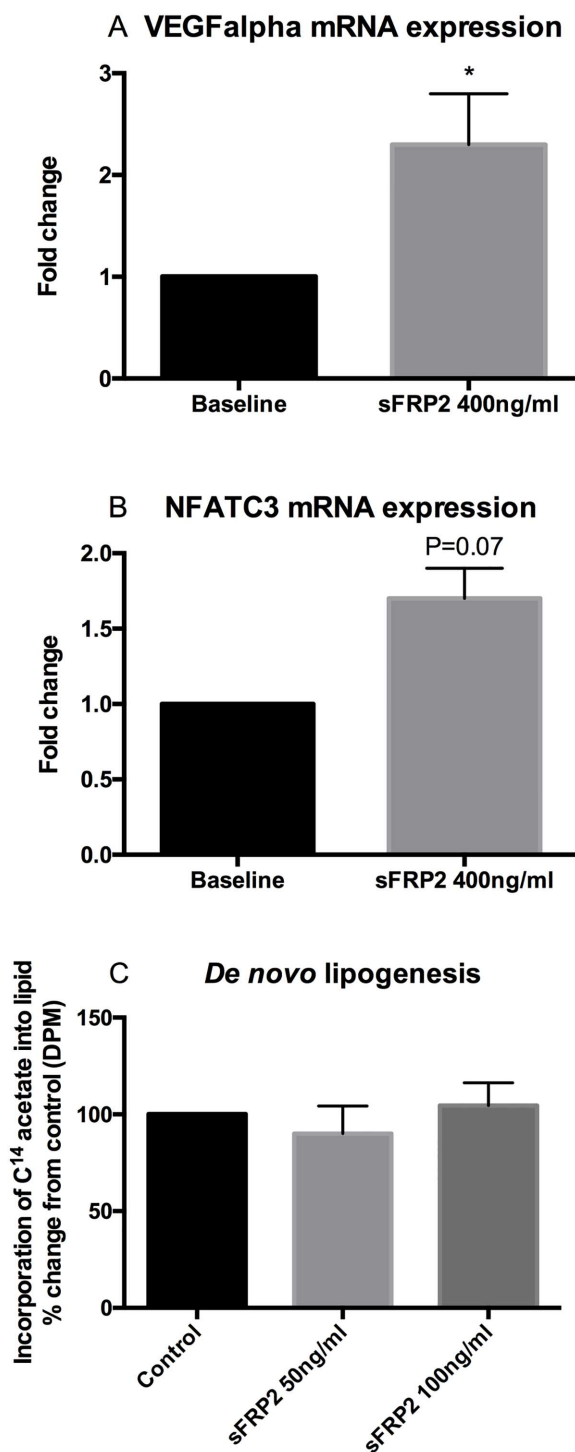 A VEGFalpha mRNA expression
3
*
2
Fold change
1
0
Baseline sFRP2 400ng/ml
B NFATC3 mRNA expression
2.0
P=0.07
1.5
Fold change
1.0
0.5
0.0
Baseline sFRP2 400ng/ml
C De novo lipogenesis
Incorporation of C¹⁴ acetate into lipid
% change from control (DPM)
150
100
50
0
Control
sFRP2 50ng/ml
sFRP2 100ng/ml